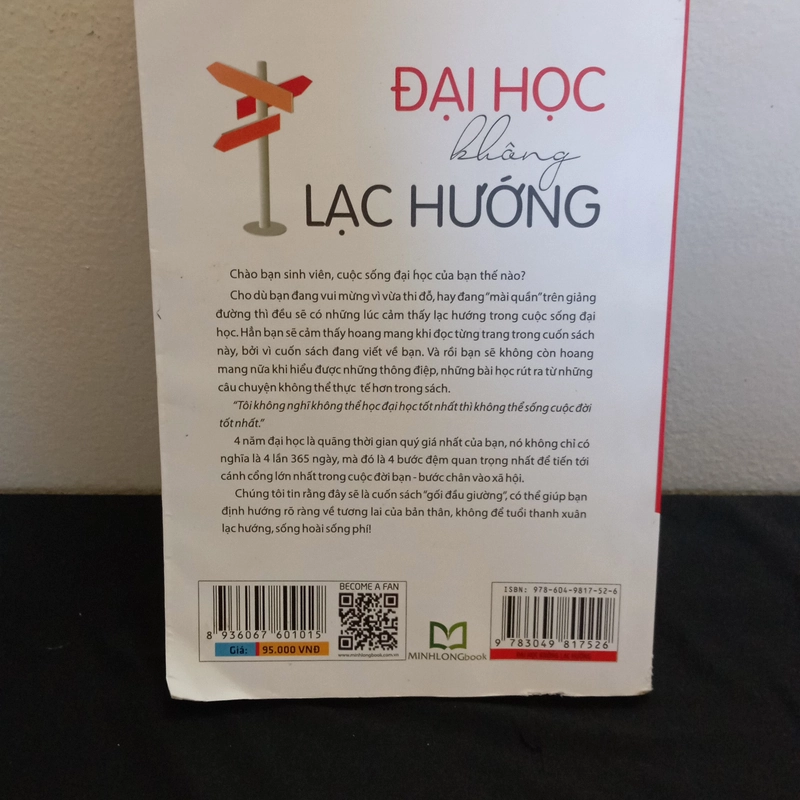 ĐẠI HỌC
không
LẠC HƯỚNG
Chào bạn sinh viên, cuộc sống đại học của bạn thế nào?
Cho dù bạn đang vui mừng vì vừa thi đỗ, hay đang "mài quần" trên giảng
đường thì đều sẽ có những lúc cảm thấy lạc hướng trong cuộc sống đại
học. Hẳn bạn sẽ cảm thấy hoang mang khi đọc từng trang trong cuốn sách
này, bởi vì cuốn sách đang viết về bạn. Và rồi bạn sẽ không còn hoang
mang nữa khi hiểu được những thông điệp, những bài học rút ra từ những
câu chuyện không thể thực tế hơn trong sách.
"Tôi không nghĩ không thể học đại học tốt nhất thì không thể sống cuộc đời
tốt nhất."
4 năm đại học là quãng thời gian quý giá nhất của bạn, nó không chỉ có
nghĩa là 4 lần 365 ngày, mà đó là 4 bước đệm quan trọng nhất để tiến tới
cánh cổng lớn nhất trong cuộc đời bạn - bước chân vào xã hội.
Chúng tôi tin rằng đây sẽ là cuốn sách "gối đầu giường", có thể giúp bạn
định hướng rõ ràng về tương lai của bản thân, không để tuổi thanh xuân
lạc hướng, sống hoài sống phí!
8 936067 601015
Giá: 95.000 VNĐ
BECOME A FAN
www.minhlongbook.com.vn
MINHLONGbook
ISBN: 978-604-9817-52-6
9 783049 817526